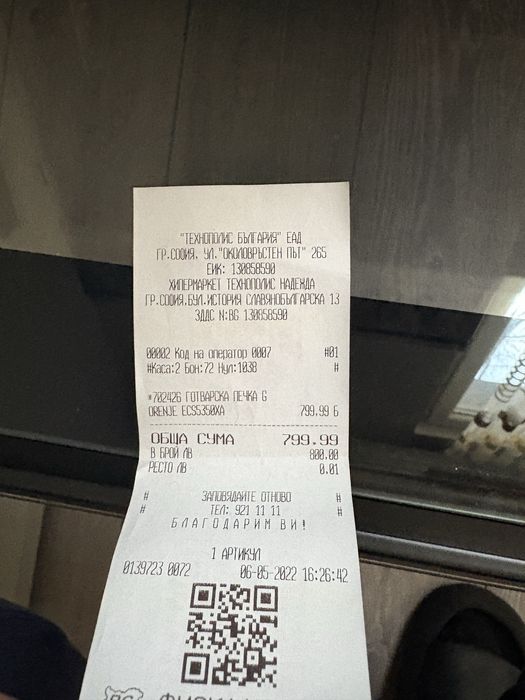 "ТЕХНОПОЛИС БЪЛГАРИЯ" ЕАД
ГР.СОФИЯ, УЛ."ОКОЛОВРЪСТЕН ПЪТ" 265
ЕИК: 130858590
ХИПЕРМАРКЕТ ТЕХНОПОЛИС НАДЕЖДА
ГР.СОФИЯ,БУЛ.ИСТОРИЯ СЛАВЯНОБЪЛГАРСКА 13
ЗДДС N:BG 130858590
00002 Код на оператор 0007 #01
#Каса:2 Бон:72 Нул:1038 #
*782426 ГОТВАРСКА ПЕЧКА G
ORENJE ECS5350XA 799.99 Б
ОБЩА СУМА 799.99
В БРОЙ ЛВ 800.00
РЕСТО ЛВ 0.01
# ЗАПОВЯДАЙТЕ ОТНОВО #
# ТЕЛ: 921 11 11 #
БЛАГОДАРИМ ВИ!
1 АРТИКУЛ
0139723 0072 06-05-2022 16:26:42